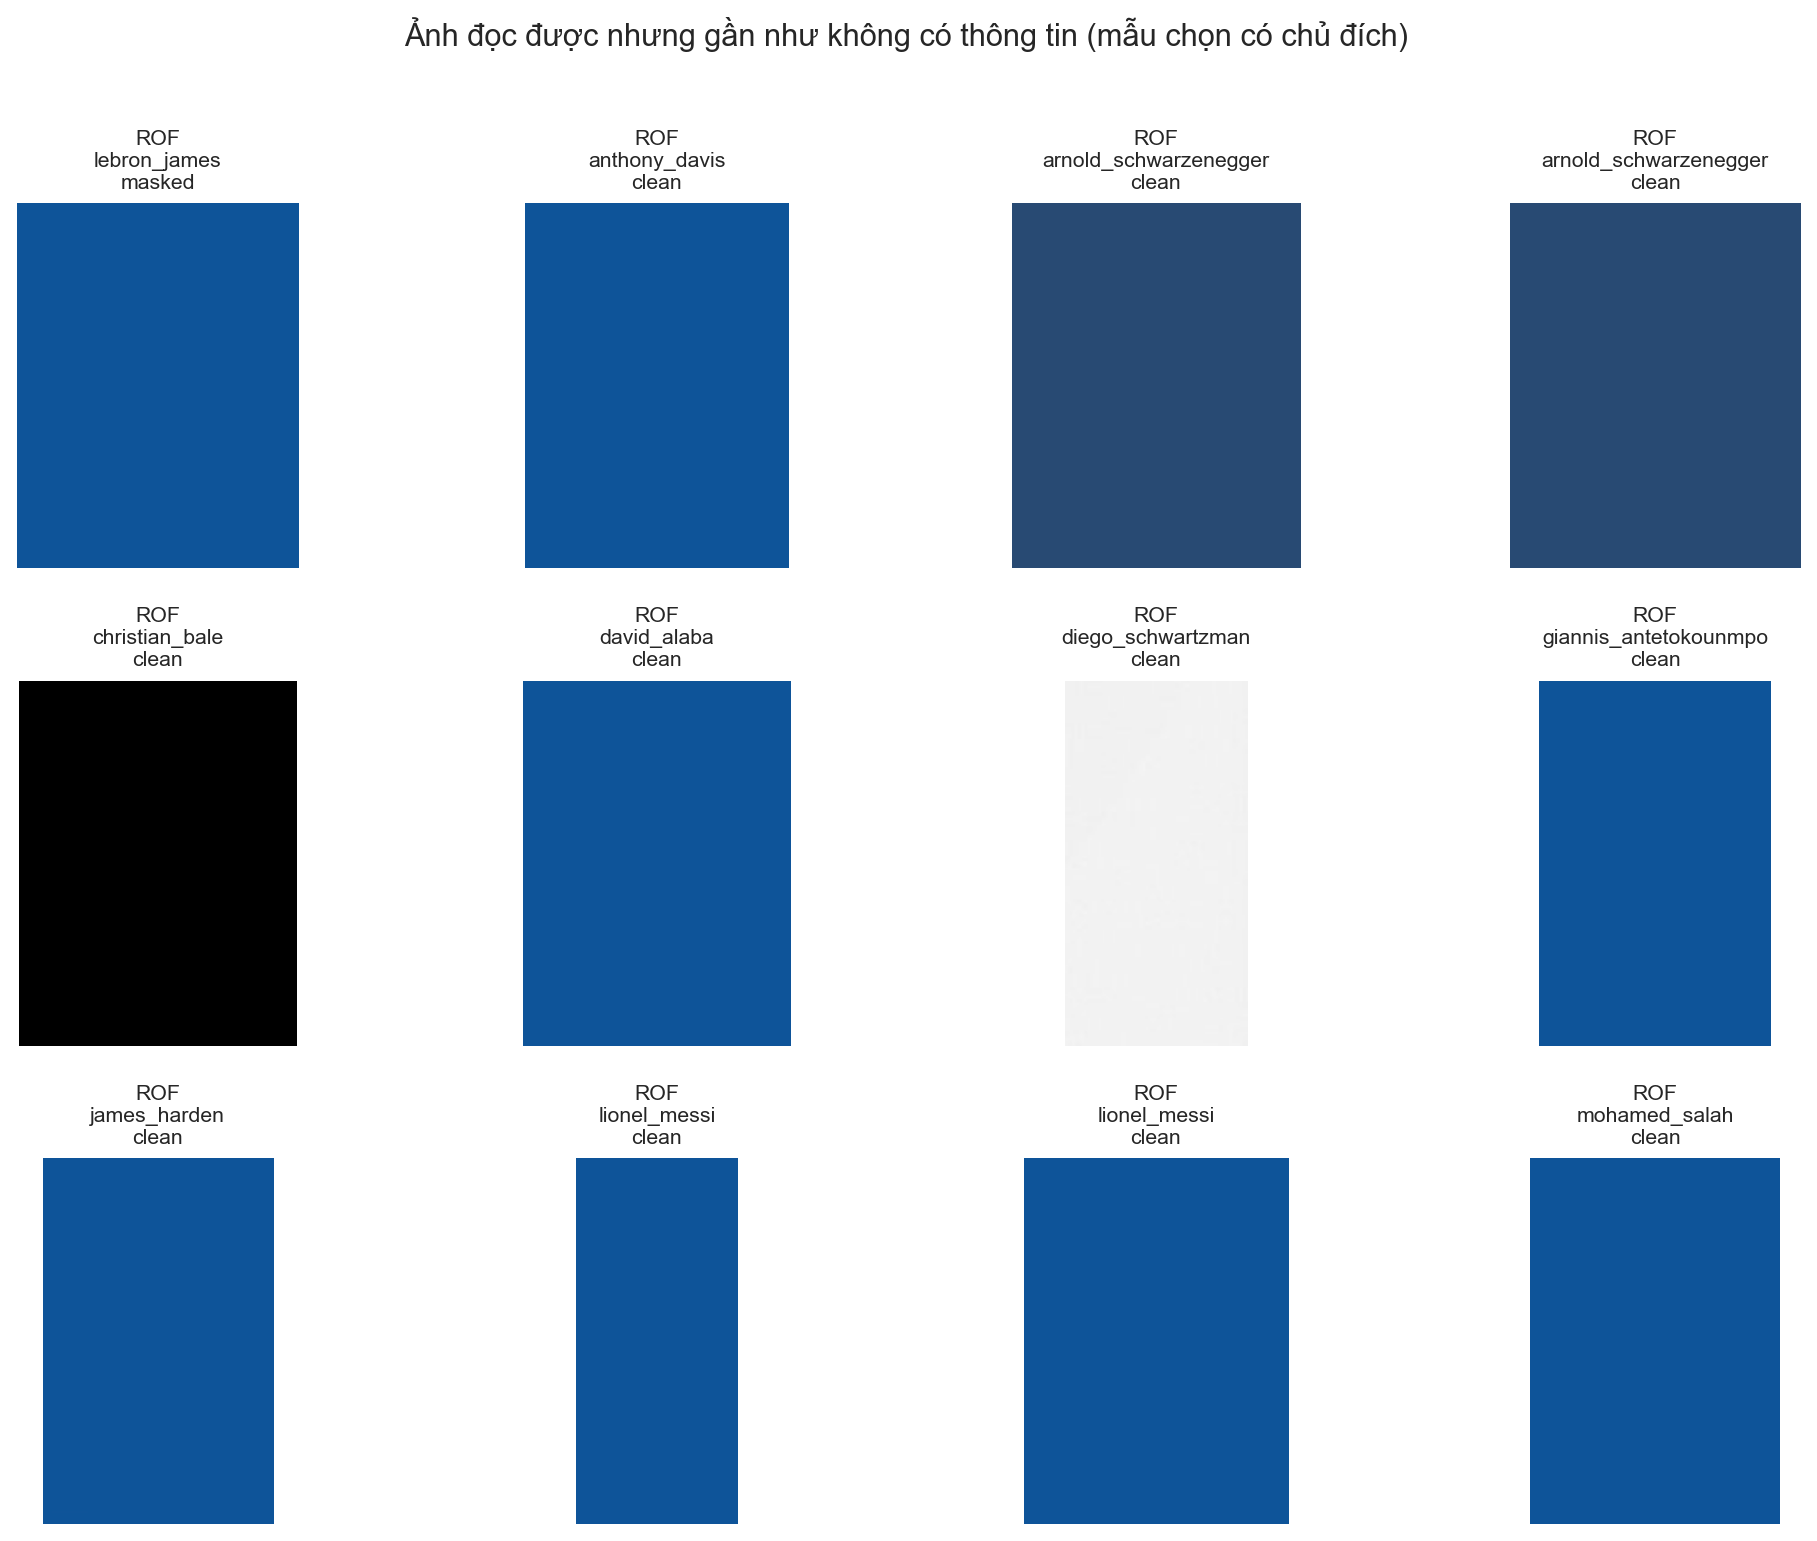 Ảnh đọc được nhưng gần như không có thông tin (mẫu chọn có chủ đích)
ROF
lebron_james
masked
ROF
anthony_davis
clean
ROF
arnold_schwarzenegger
clean
ROF
arnold_schwarzenegger
clean
ROF
christian_bale
clean
ROF
david_alaba
clean
ROF
diego_schwartzman
clean
ROF
giannis_antetokounmpo
clean
ROF
james_harden
clean
ROF
lionel_messi
clean
ROF
lionel_messi
clean
ROF
mohamed_salah
clean